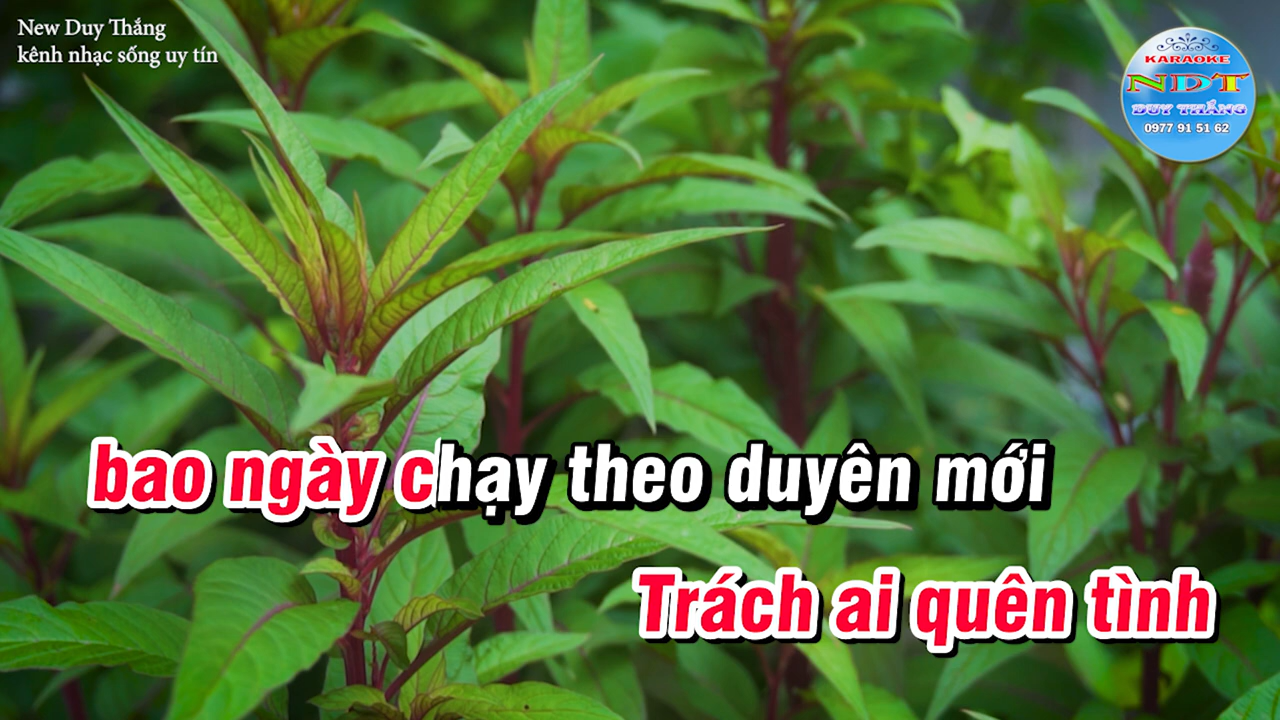 New Duy Thắng
kênh nhạc sống uy tín
KARAOKE
NDT
DUY THẮNG
0977 91 51 62
bao ngày chạy theo duyên mới
Trách ai quên tình